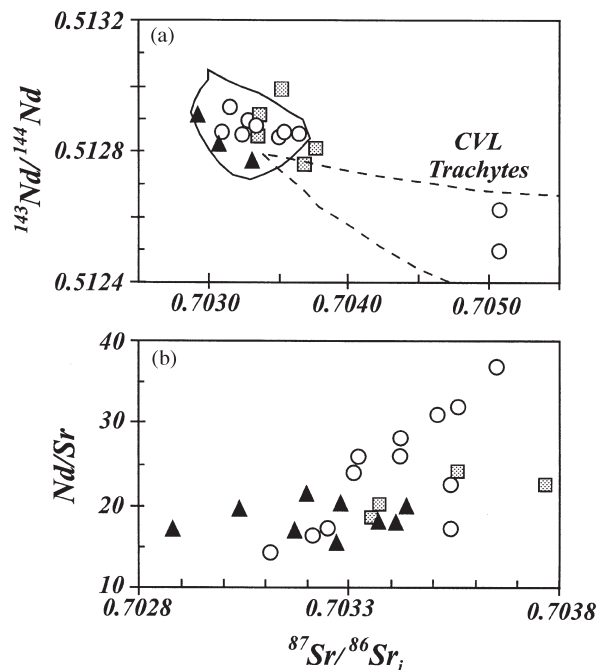 0.5132
(a)
0.5128
0.5124
¹⁴³Nd/¹⁴⁴Nd
CVL
Trachytes
0.7030 0.7040 0.7050
40
(b)
30
20
10
Nd/Sr
0.7028 0.7033 0.7038
⁸⁷Sr/⁸⁶Srᵢ